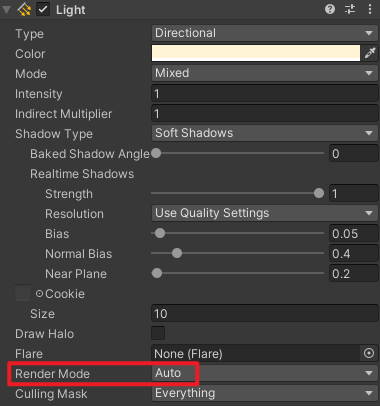 Light
Type Directional
Color
Mode Mixed
Intensity 1
Indirect Multiplier 1
Shadow Type Soft Shadows
Baked Shadow Angle 0
Realtime Shadows
Strength 1
Resolution Use Quality Settings
Bias 0.05
Normal Bias 0.4
Near Plane 0.2
Cookie
Size 10
Draw Halo
Flare None (Flare)
Render Mode Auto
Culling Mask Everything